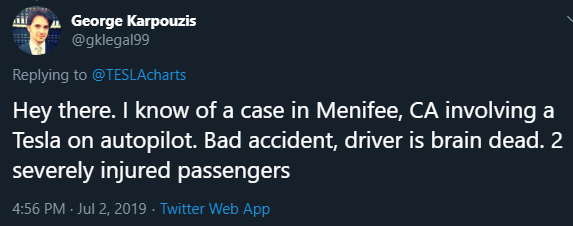 George Karpouzis
@gklegal99
Replying to @TESLAcharts
Hey there. I know of a case in Menifee, CA involving a
Tesla on autopilot. Bad accident, driver is brain dead. 2
severely injured passengers
4:56 PM · Jul 2, 2019 · Twitter Web App